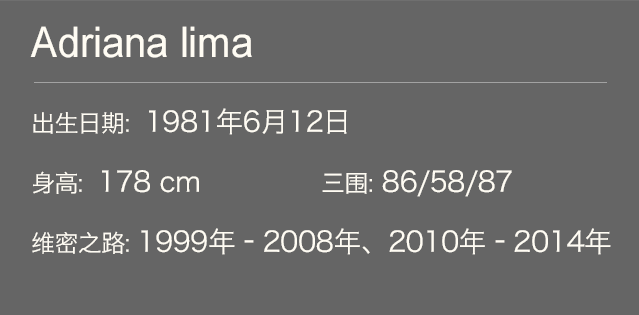 Adriana lima
出生日期: 1981年6月12日
身高: 178 cm 三围: 86/58/87
维密之路: 1999年 - 2008年、2010年 - 2014年